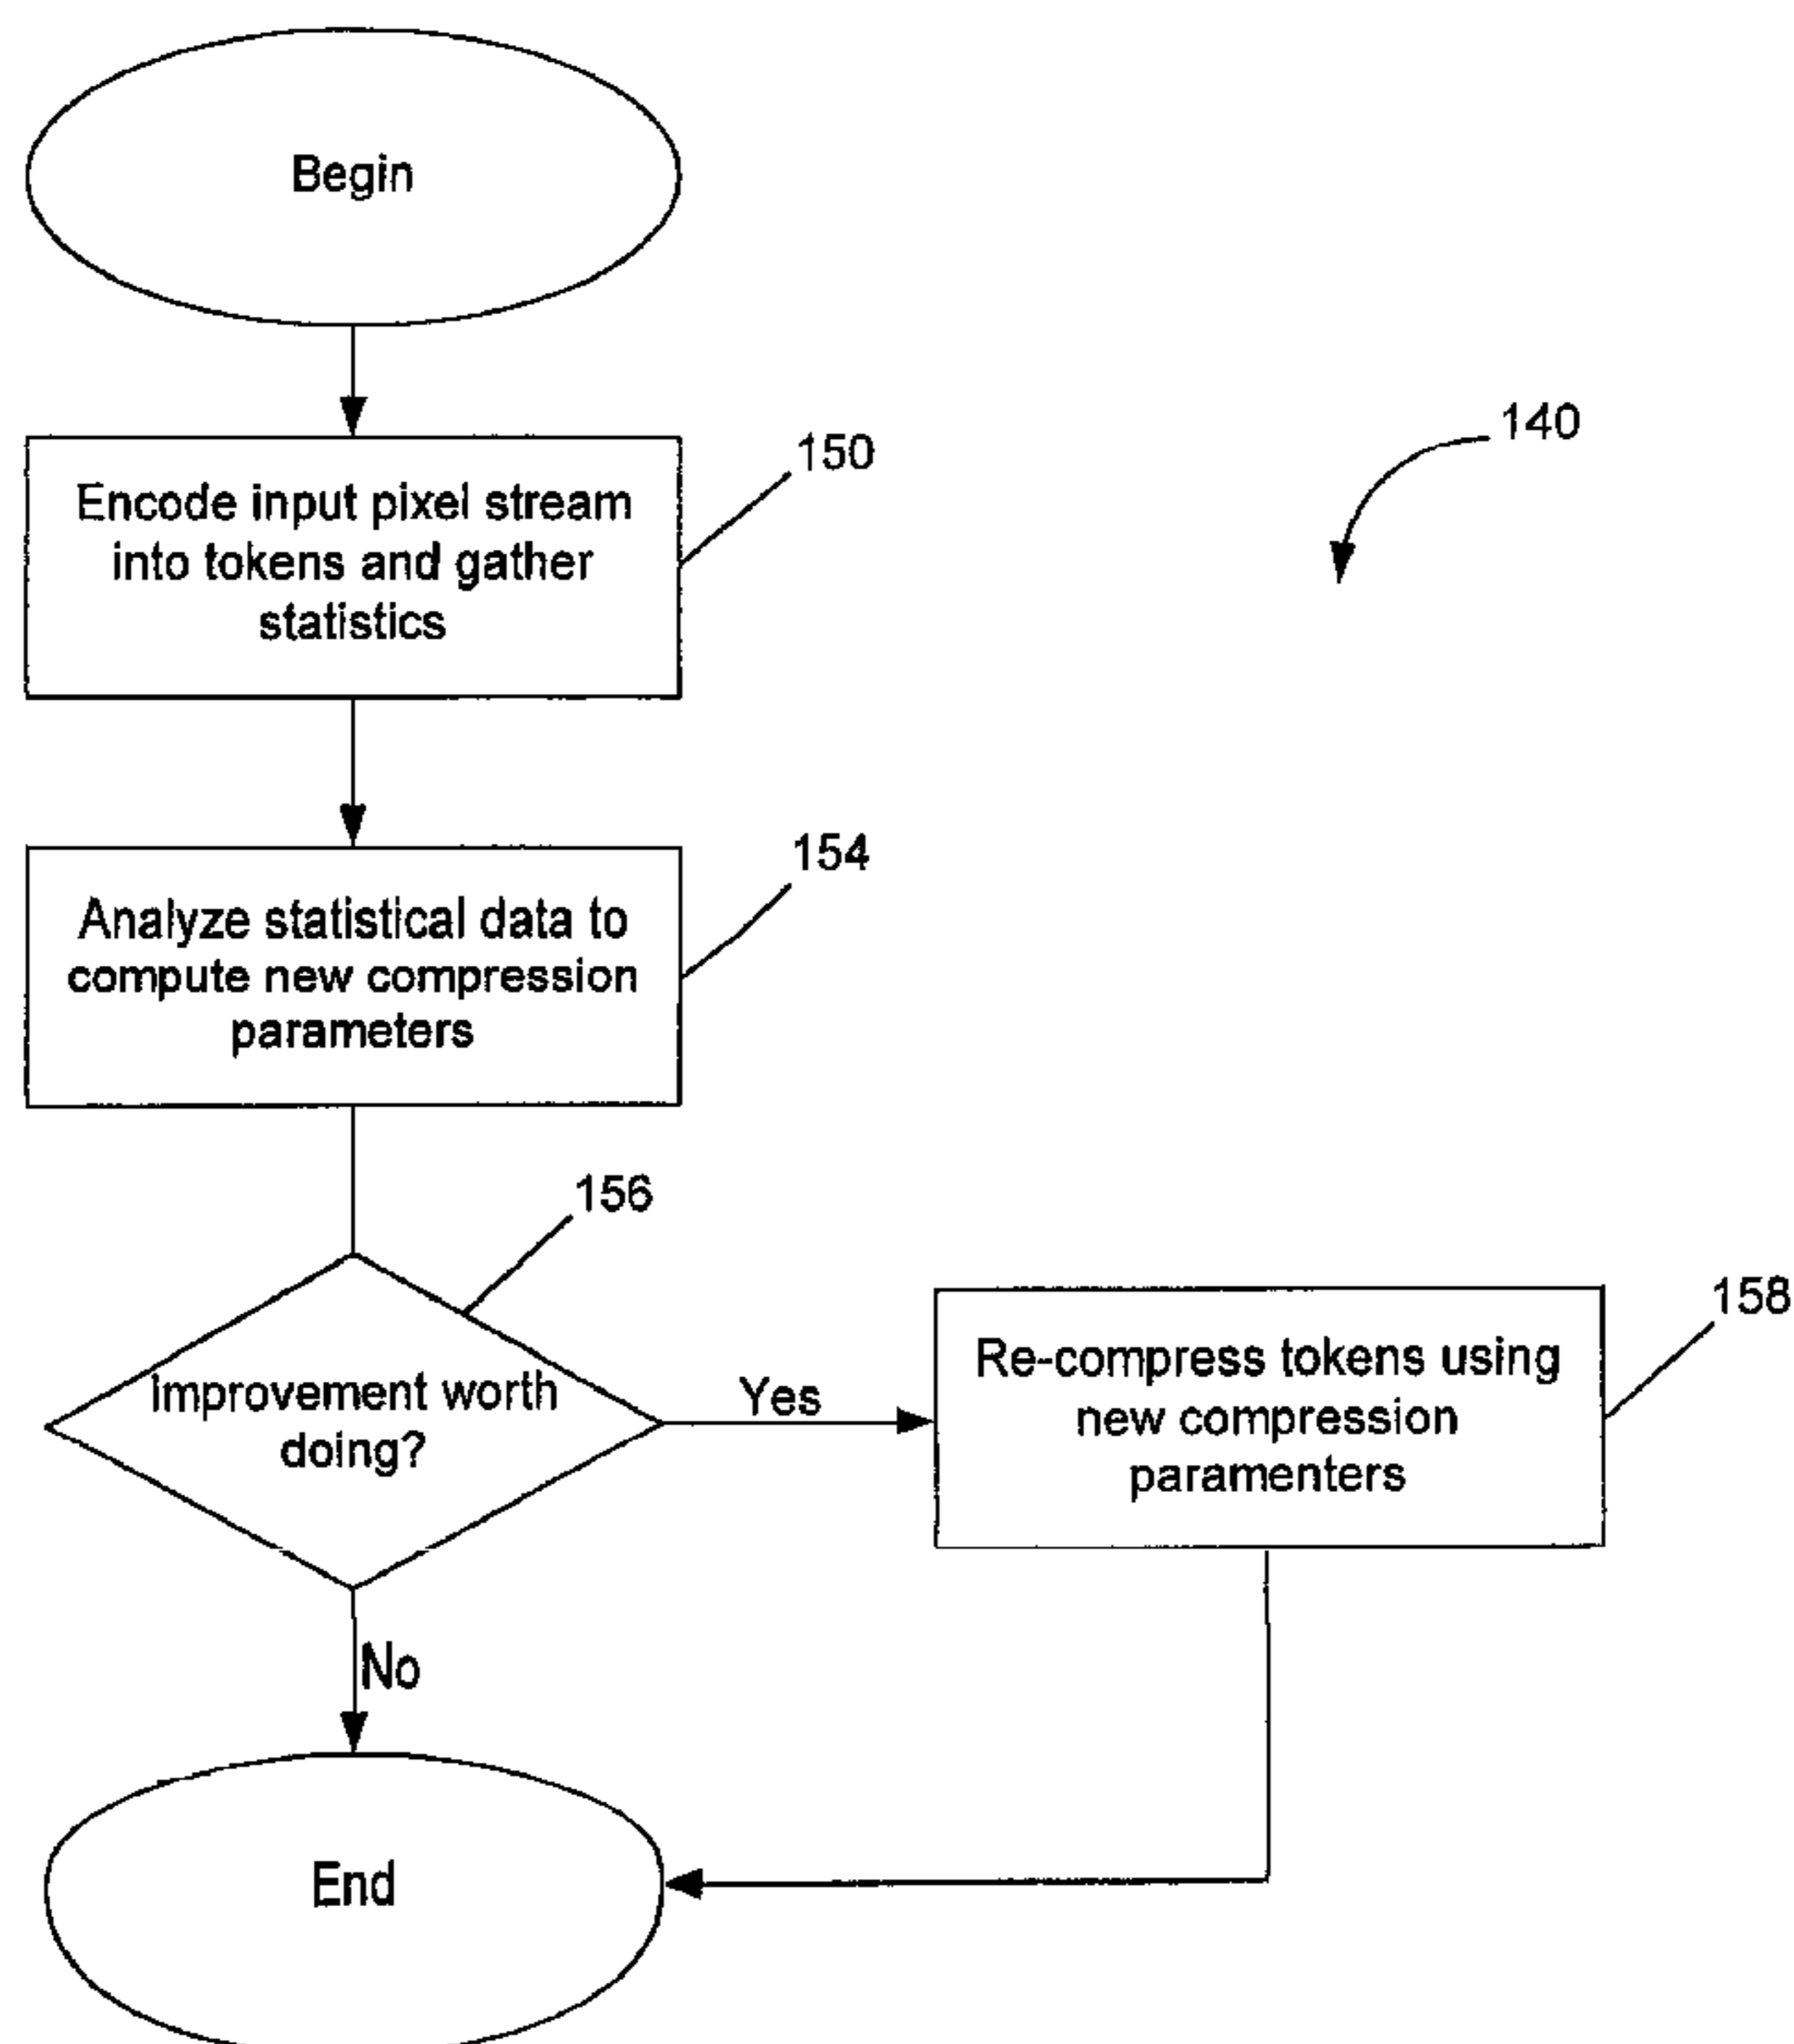 Begin
140
150
Encode input pixel stream
into tokens and gather
statistics
154
Analyze statistical data to
compute new compression
parameters
156
Improvement worth
doing?
Yes
158
Re-compress tokens using
new compression
paramenters
No
End